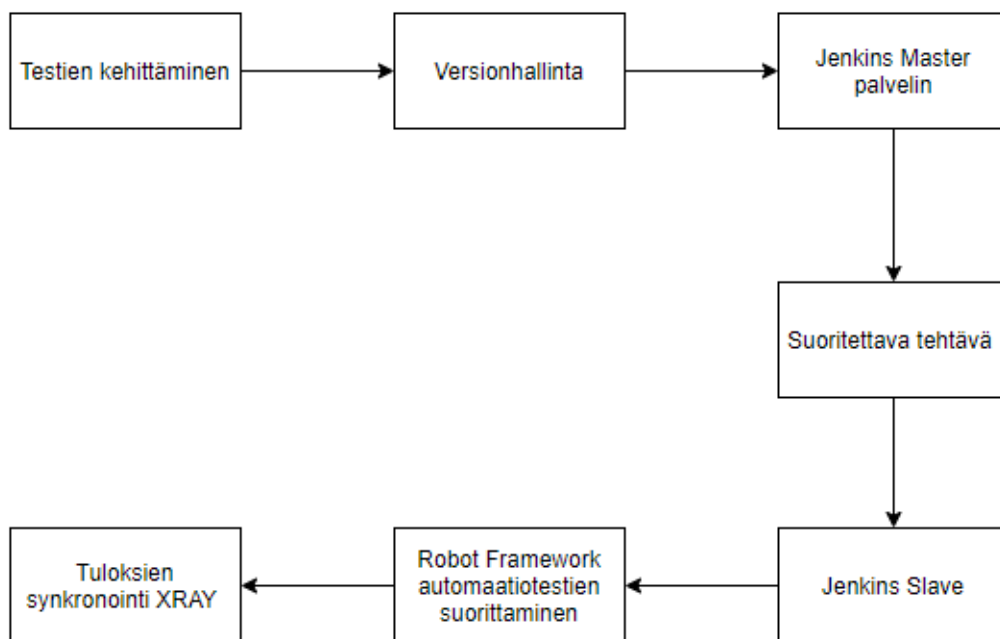 Testien kehittäminen
Versionhallinta
Jenkins Master
palvelin
Suoritettava tehtävä
Jenkins Slave
Robot Framework
automaatiotestien
suorittaminen
Tuloksien
synkronointi XRAY